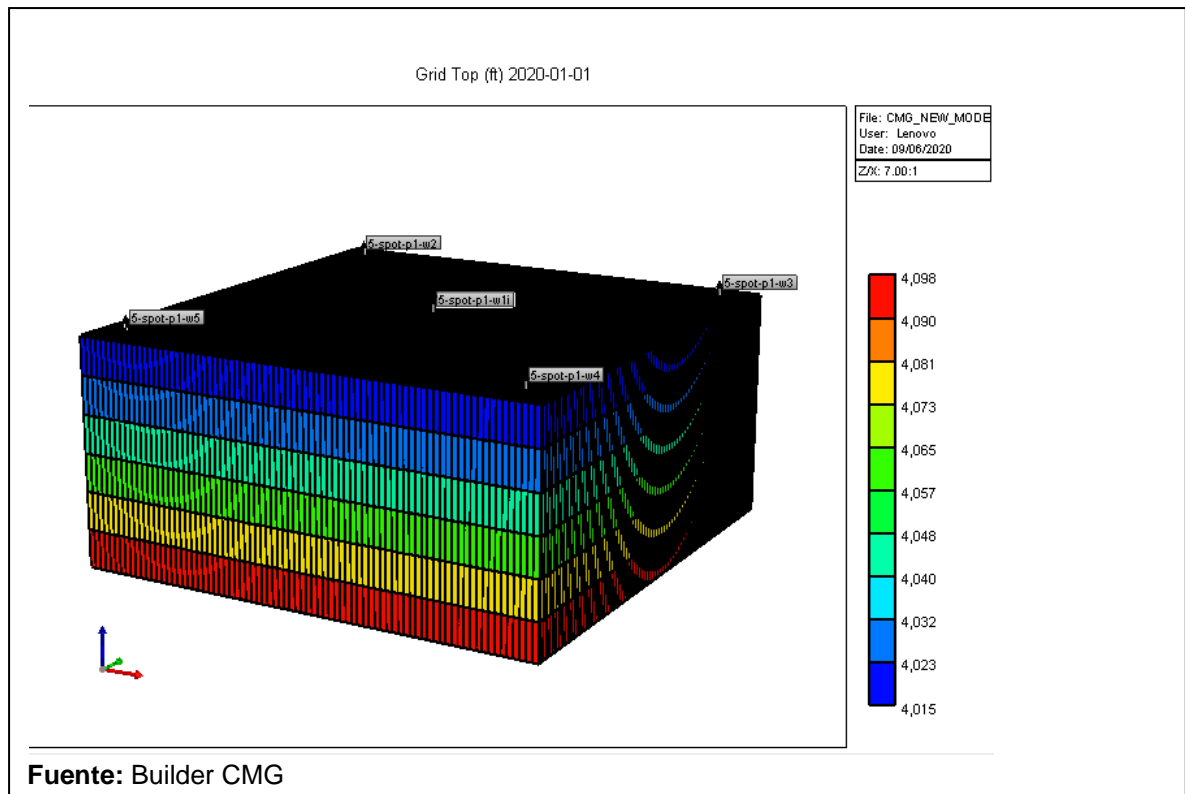 Grid Top (ft) 2020-01-01
File: CMG_NEW_MODE
User: Lenovo
Date: 09/06/2020
Z/X: 7.00:1
5-spot-p1-w2
5-spot-p1-w3
5-spot-p1-w1i
5-spot-p1-w5
5-spot-p1-w4
4,098
4,090
4,081
4,073
4,065
4,057
4,048
4,040
4,032
4,023
4,015
Fuente: Builder CMG